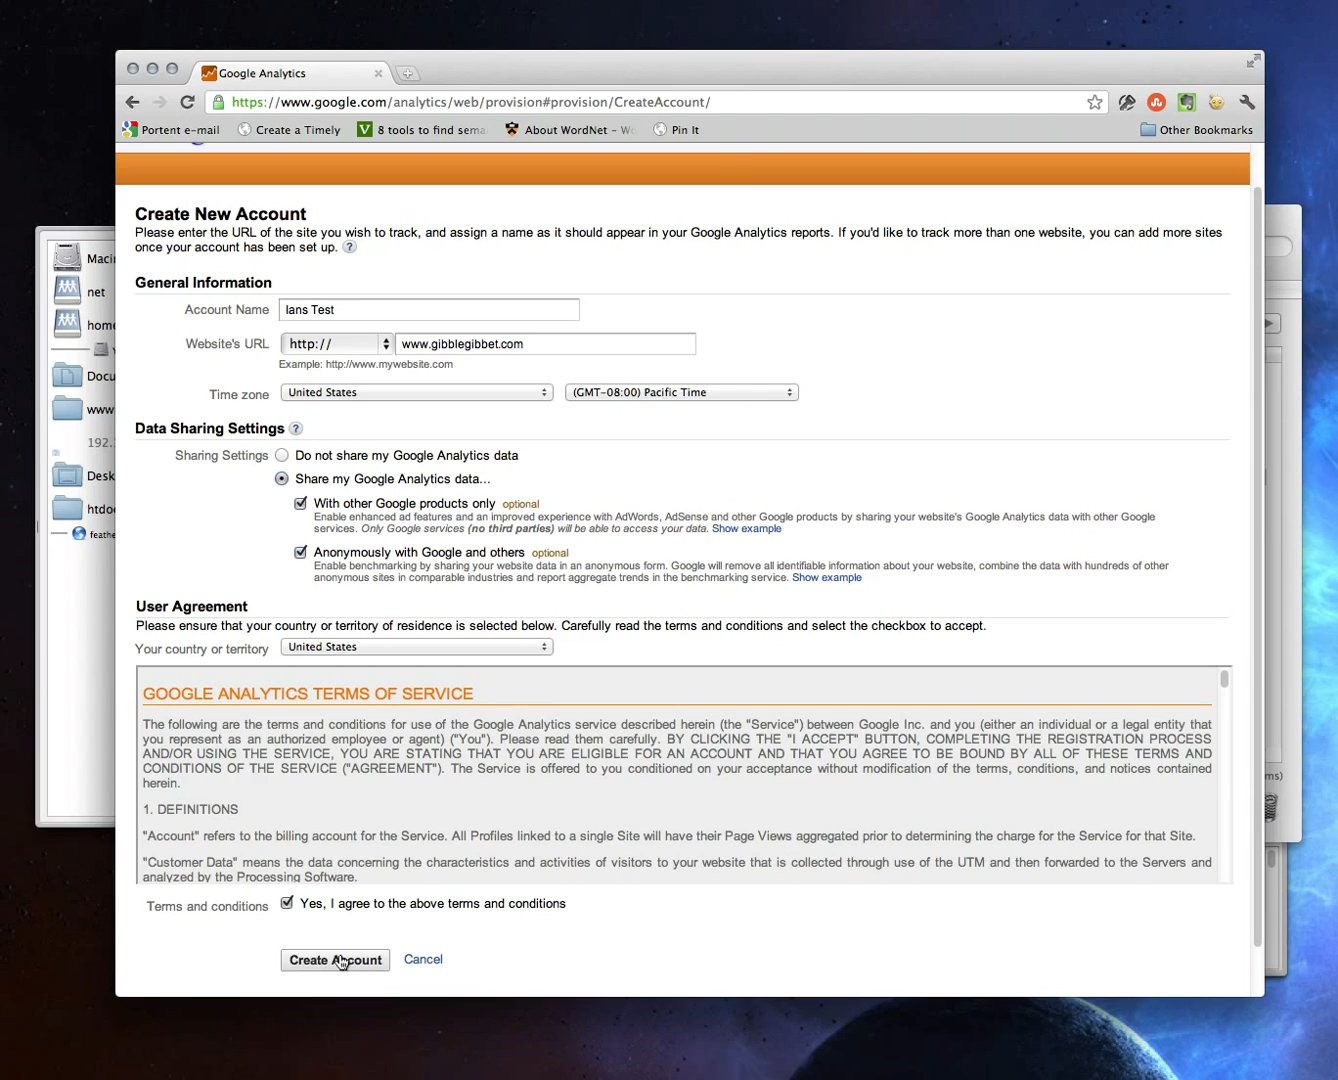 Google Analytics
https://www.google.com/analytics/web/provision#provision/CreateAccount/
Portent e-mail
Create a Timely
8 tools to find sema
About WordNet - W
Pin It
Other Bookmarks
Create New Account
Please enter the URL of the site you wish to track, and assign a name as it should appear in your Google Analytics reports. If you'd like to track more than one website, you can add more sites
once your account has been set up. ?
General Information
Account Name Ians Test
Website's URL http:// www.gibblegibbet.com
Example: http://www.mywebsite.com
Time zone United States (GMT-08:00) Pacific Time
Data Sharing Settings ?
Sharing Settings Do not share my Google Analytics data
Share my Google Analytics data...
With other Google products only optional
Enable enhanced ad features and an improved experience with AdWords, AdSense and other Google products by sharing your website's Google Analytics data with other Google
services. Only Google services (no third parties) will be able to access your data. Show example
Anonymously with Google and others optional
Enable benchmarking by sharing your website data in an anonymous form. Google will remove all identifiable information about your website, combine the data with hundreds of other
anonymous sites in comparable industries and report aggregate trends in the benchmarking service. Show example
User Agreement
Please ensure that your country or territory of residence is selected below. Carefully read the terms and conditions and select the checkbox to accept.
Your country or territory United States
GOOGLE ANALYTICS TERMS OF SERVICE
The following are the terms and conditions for use of the Google Analytics service described herein (the "Service") between Google Inc. and you (either an individual or a legal entity that
you represent as an authorized employee or agent) ("You"). Please read them carefully. BY CLICKING THE "I ACCEPT" BUTTON, COMPLETING THE REGISTRATION PROCESS
AND/OR USING THE SERVICE, YOU ARE STATING THAT YOU ARE ELIGIBLE FOR AN ACCOUNT AND THAT YOU AGREE TO BE BOUND BY ALL OF THESE TERMS AND
CONDITIONS OF THE SERVICE ("AGREEMENT"). The Service is offered to you conditioned on your acceptance without modification of the terms, conditions, and notices contained
herein.
1. DEFINITIONS
"Account" refers to the billing account for the Service. All Profiles linked to a single Site will have their Page Views aggregated prior to determining the charge for the Service for that Site.
"Customer Data" means the data concerning the characteristics and activities of visitors to your website that is collected through use of the UTM and then forwarded to the Servers and
analyzed by the Processing Software.
Terms and conditions Yes, I agree to the above terms and conditions
Create Account Cancel
Maci
net
home
Docu
www
192.
Desk
htdo
feathe
ms)